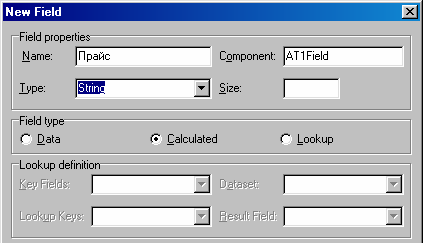 New Field
Field properties
Name: Прайс Component: AT1Field
Type: String Size:
Field type
Data Calculated Lookup
Lookup definition
Key Fields: Dataset:
Lookup Keys: Result Field: